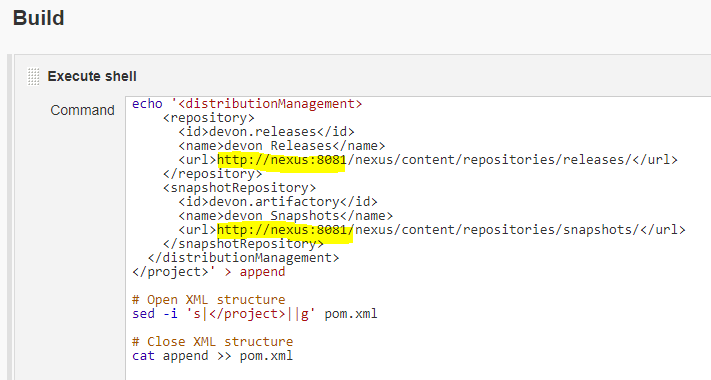 Build
Execute shell
Command
echo '<distributionManagement>
<repository>
<id>devon.releases</id>
<name>devon Releases</name>
<url>http://nexus:8081/nexus/content/repositories/releases/</url>
</repository>
<snapshotRepository>
<id>devon.artifactory</id>
<name>devon Snapshots</name>
<url>http://nexus:8081/nexus/content/repositories/snapshots/</url>
</snapshotRepository>
</distributionManagement>
</project>' > append
# Open XML structure
sed -i 's|</project>||g' pom.xml
# Close XML structure
cat append >> pom.xml